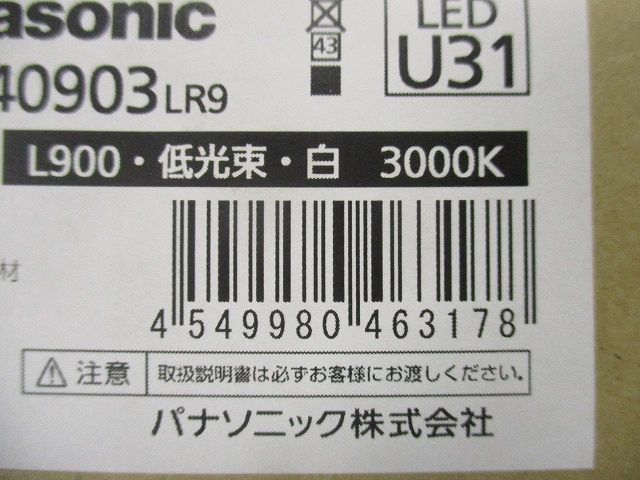 asonic
43
LED
U31
40903LR9
L900・低光束・白 3000K
材
4 549980 463178
注意 取扱説明書は必ずお客様にお渡しください。
パナソニック株式会社